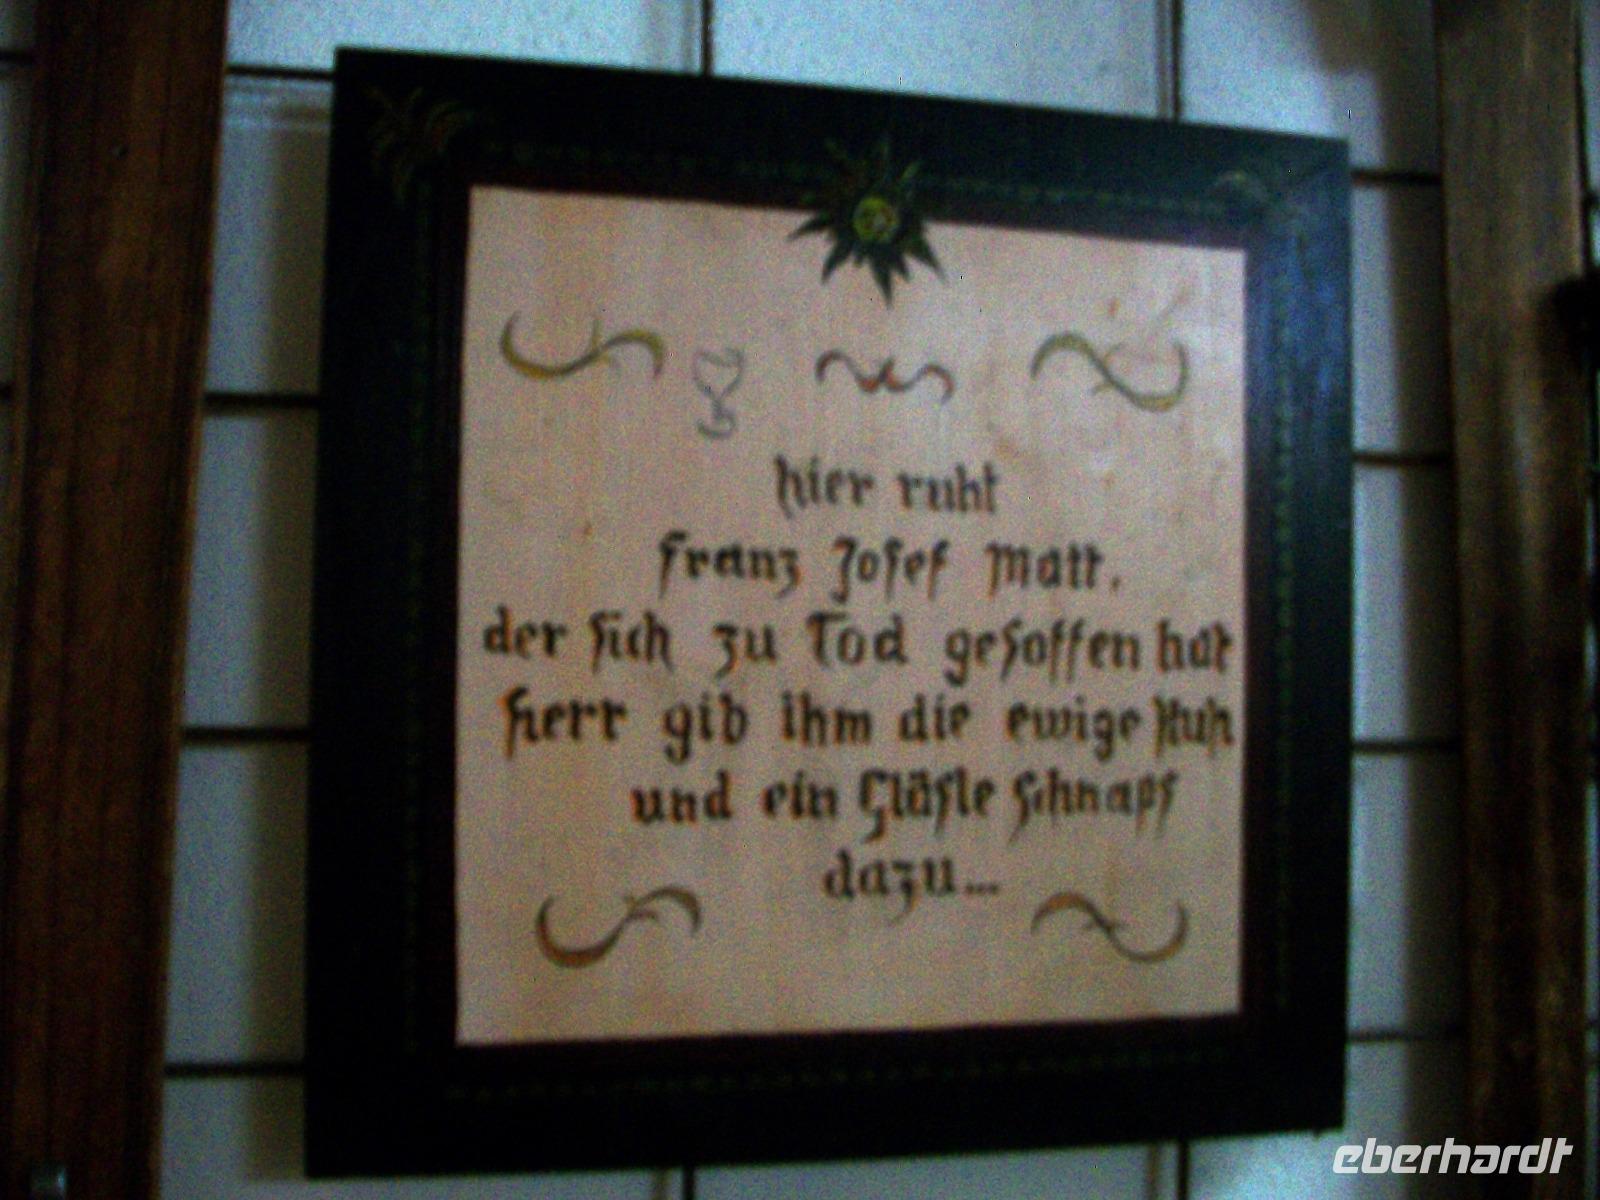 hier ruht
Franz Josef Matt,
der sich zu Tod gesoffen hat
Herr gib ihm die ewige Ruh
und ein Gläsle Schnaps
dazu...
eberhardt